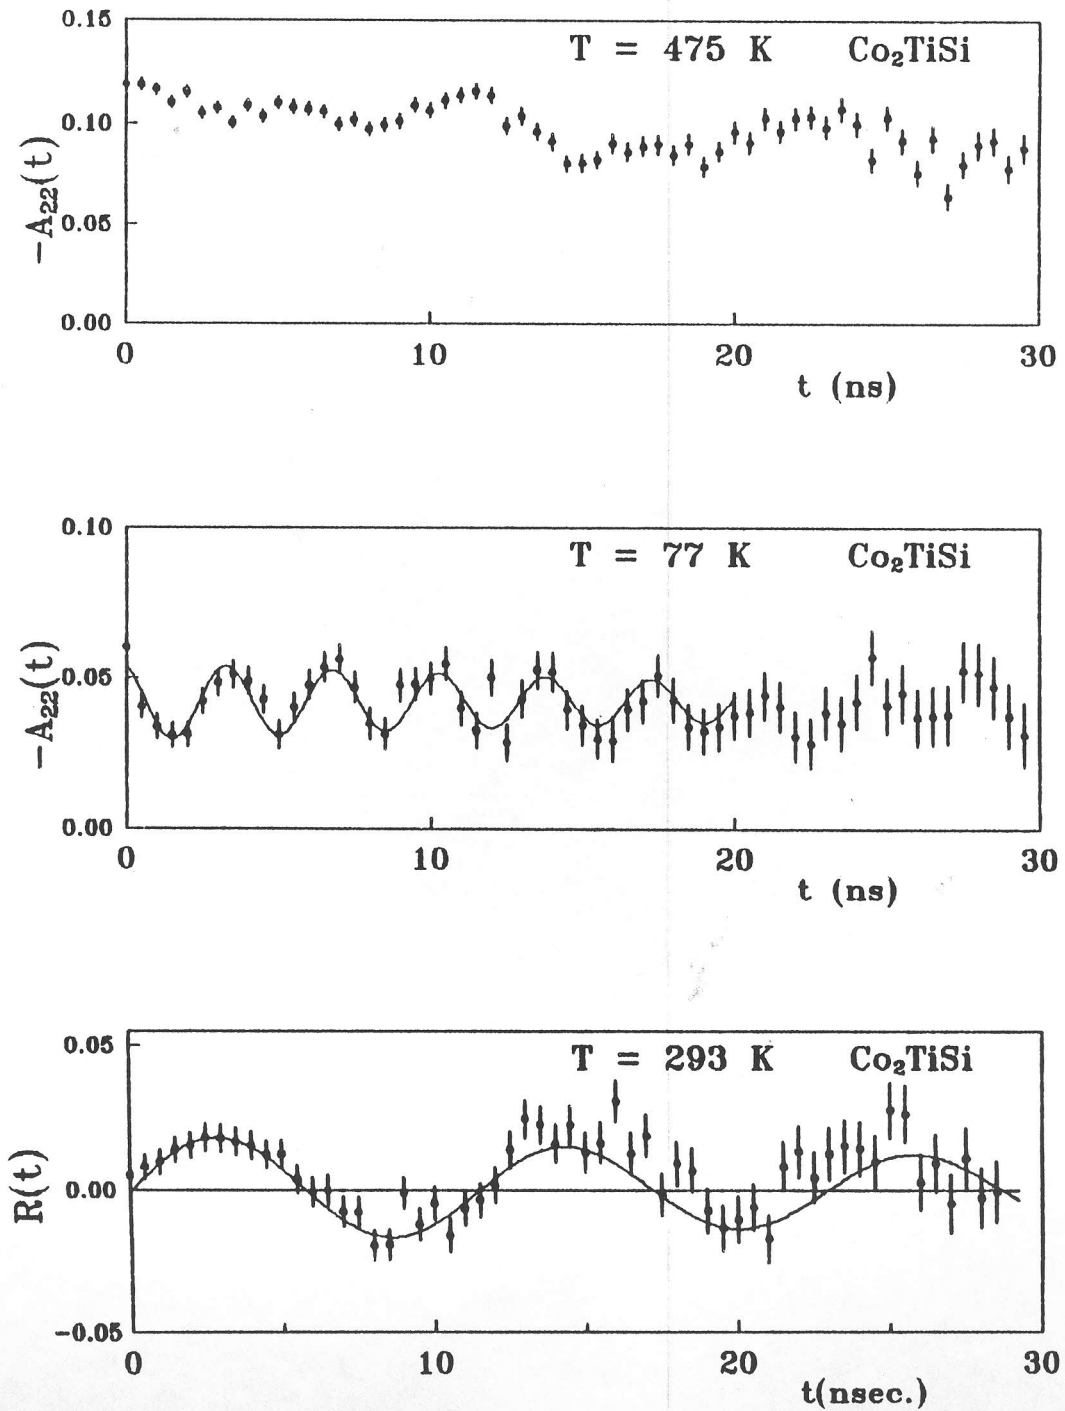 0.15
T = 475 K Co₂TiSi
0.10
−A₂₂(t)
0.05
0.00
0 10 20 30
t (ns)
0.10
T = 77 K Co₂TiSi
0.05
−A₂₂(t)
0.00
0 10 20 30
t (ns)
0.05
T = 293 K Co₂TiSi
R(t)
0.00
-0.05
0 10 20 30
t(nsec.)